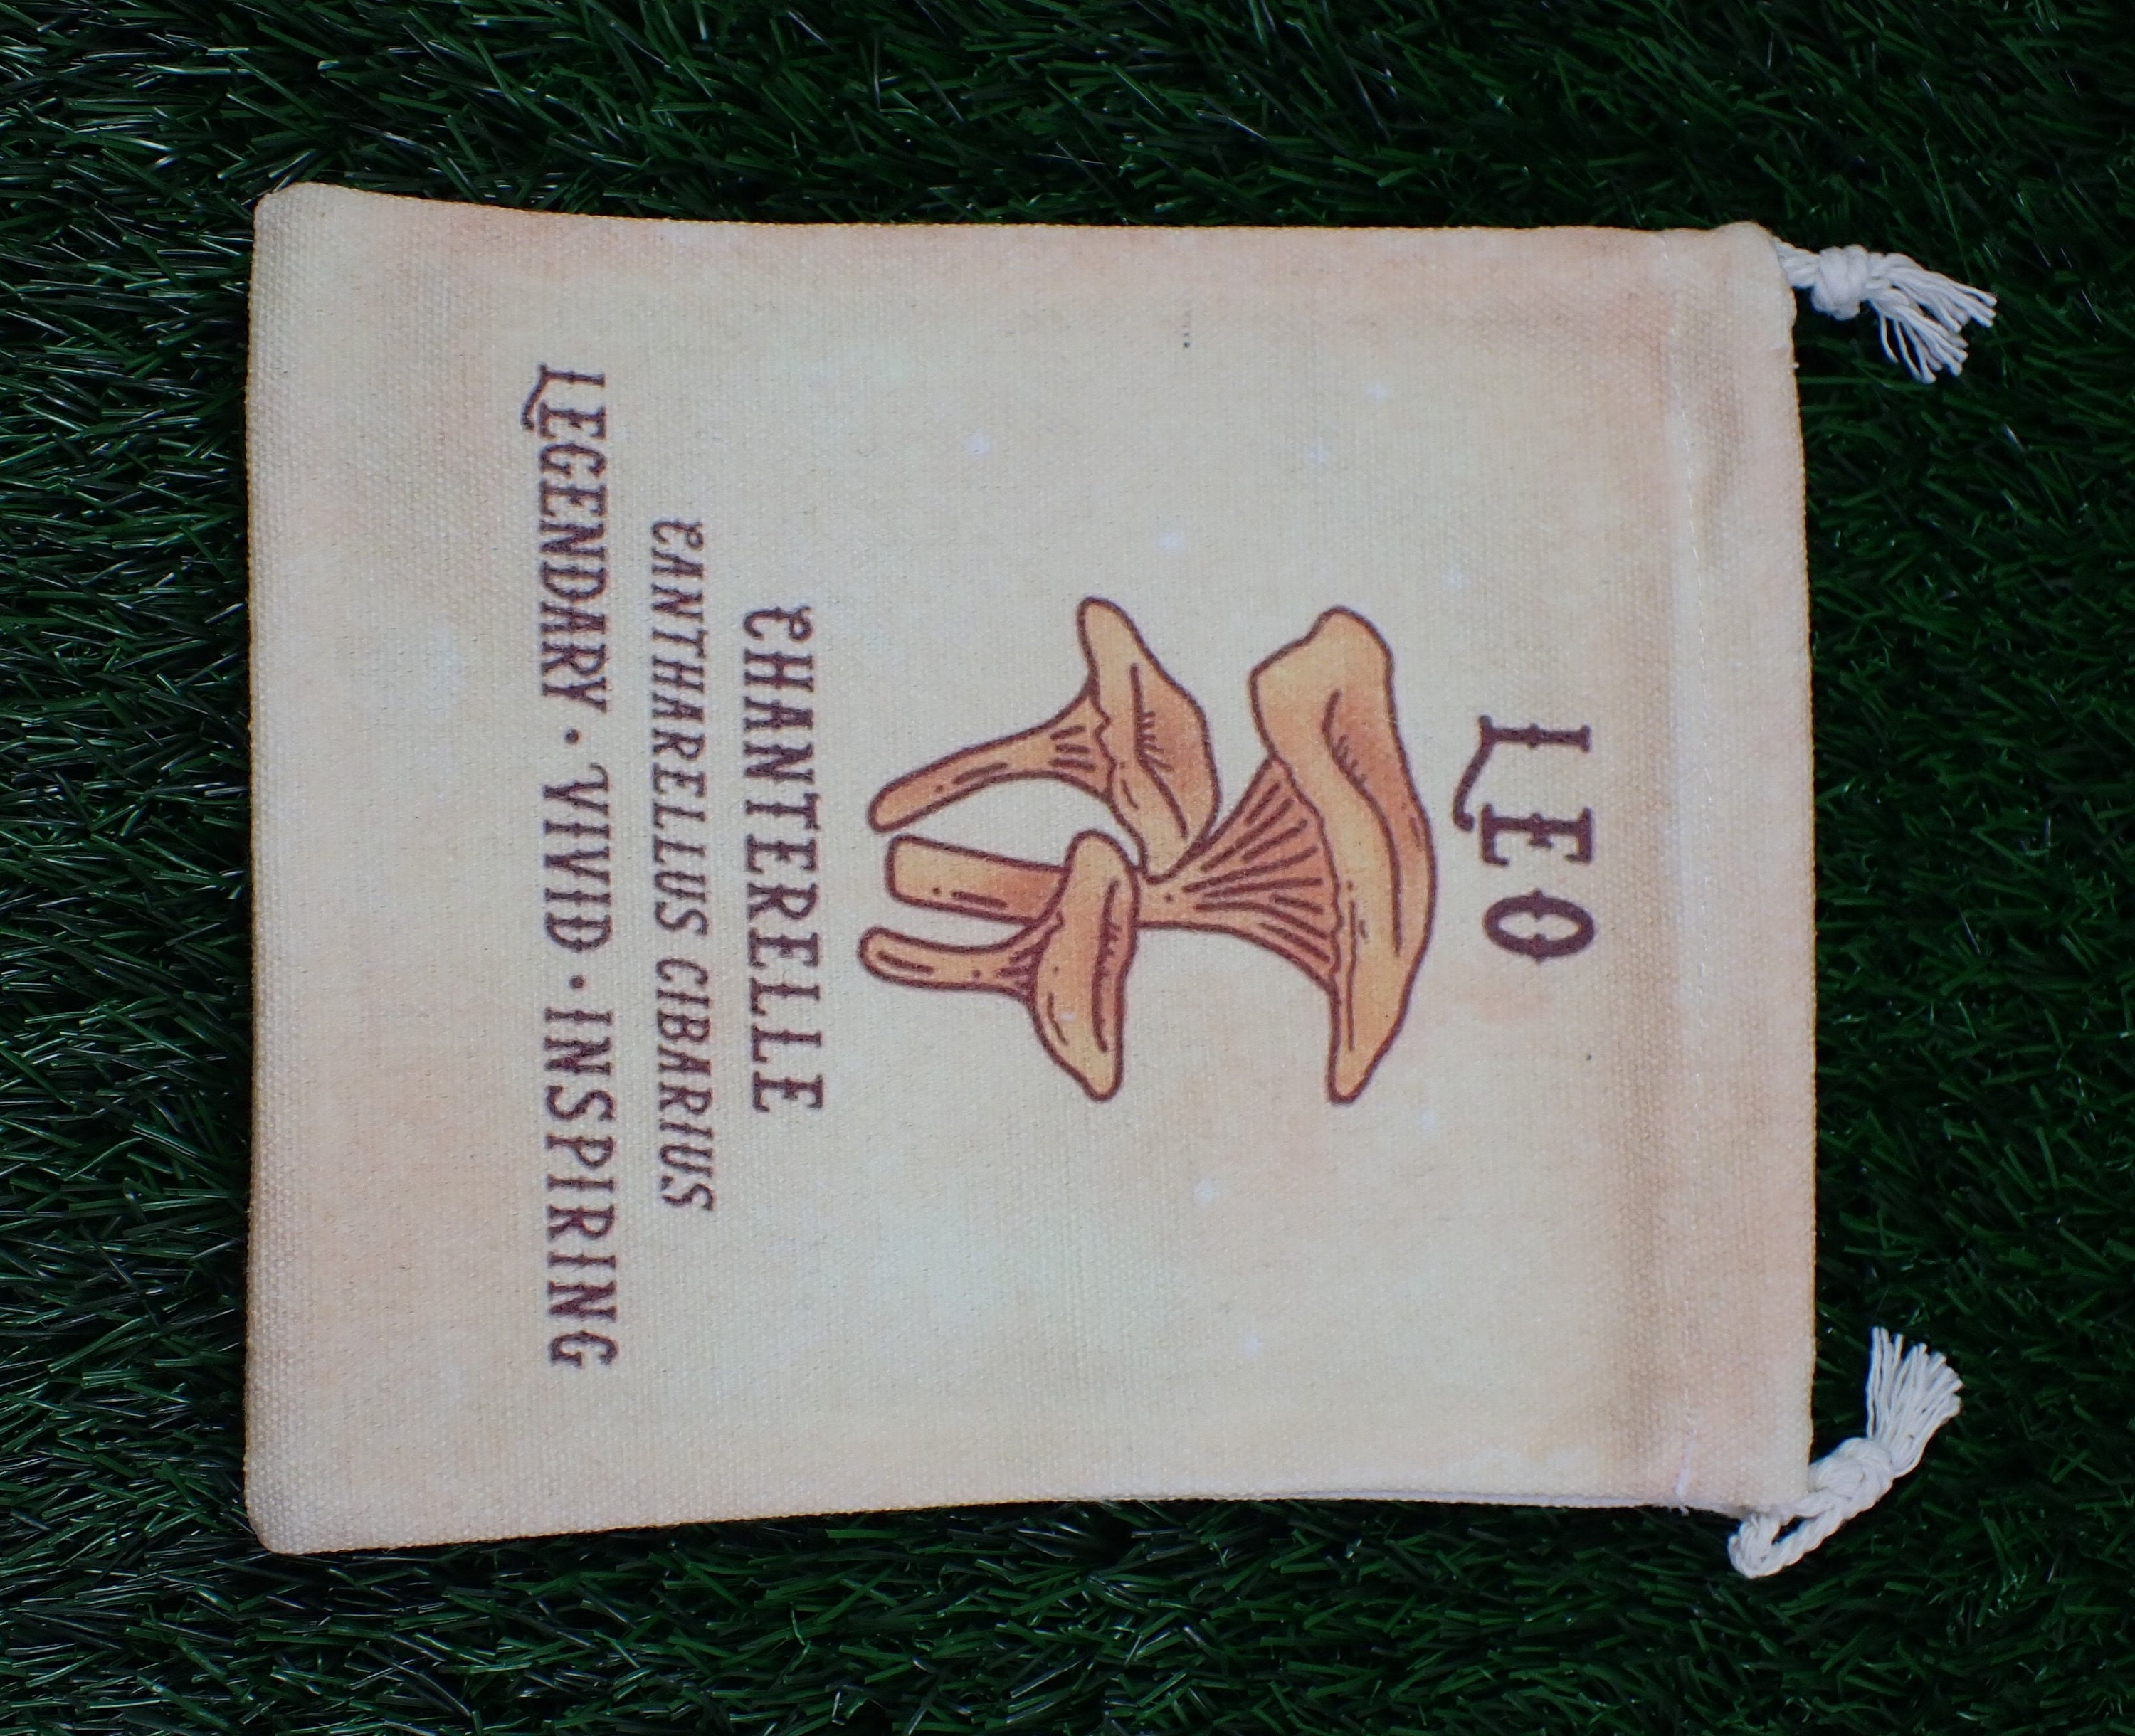 LEO
CHANTERELLE
CANTHARELLUS CIBARIUS
LEGENDARY · VIVID · INSPIRING